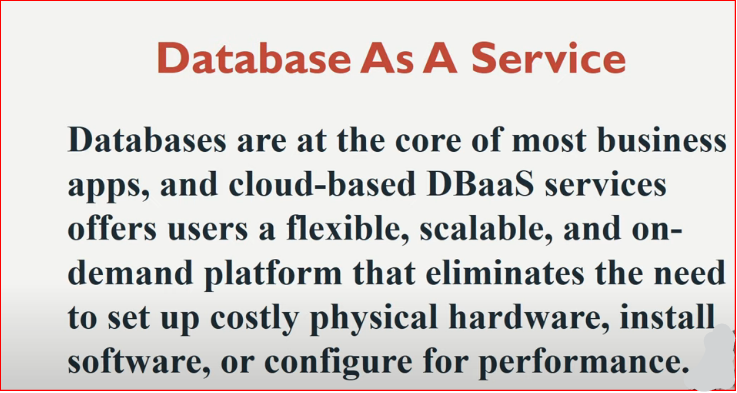 Database As A Service
Databases are at the core of most business
apps, and cloud-based DBaaS services
offers users a flexible, scalable, and on-
demand platform that eliminates the need
to set up costly physical hardware, install
software, or configure for performance.